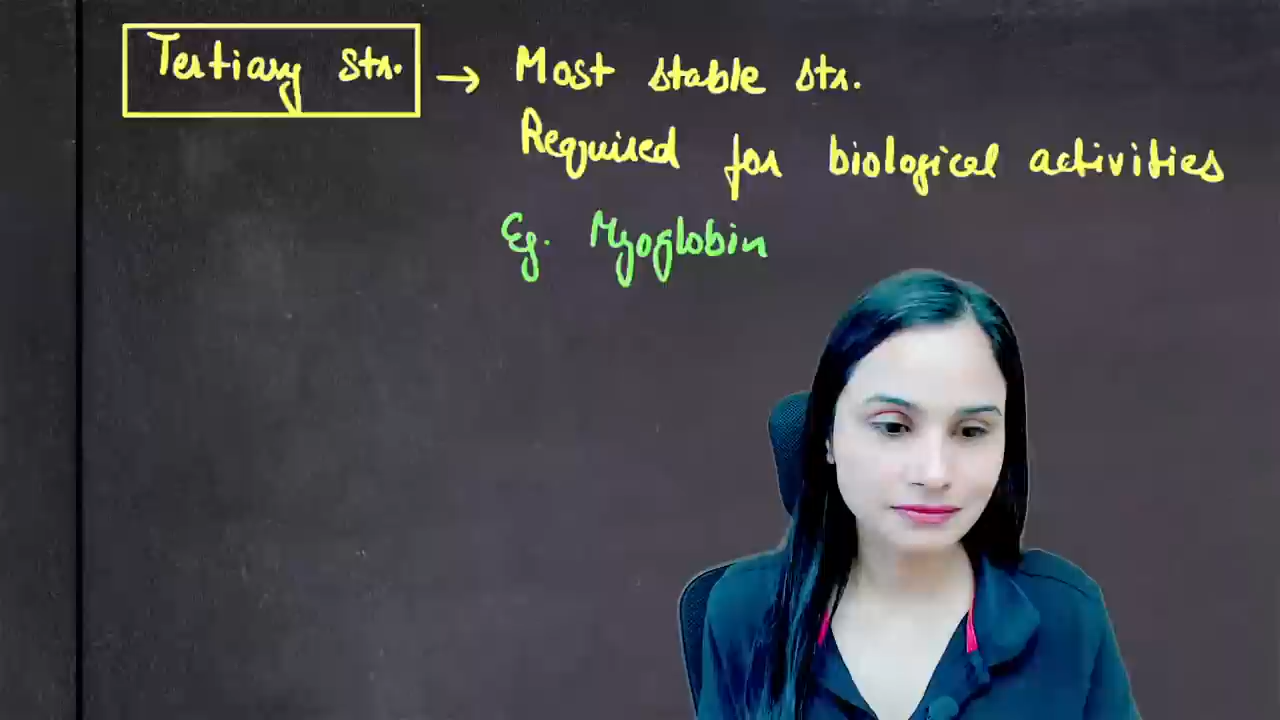 Tertiary str. → Most stable str.
Required for biological activities
Eg. Myoglobin